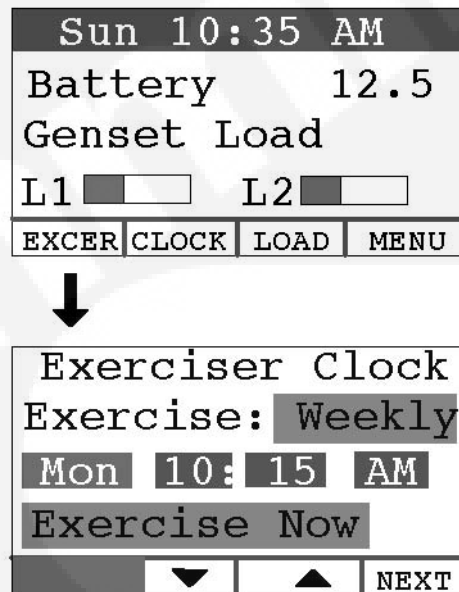 Sun 10:35 AM
Battery 12.5
Genset Load
L1 L2
EXCER CLOCK LOAD MENU
Exerciser Clock
Exercise: Weekly
Mon 10: 15 AM
Exercise Now
NEXT